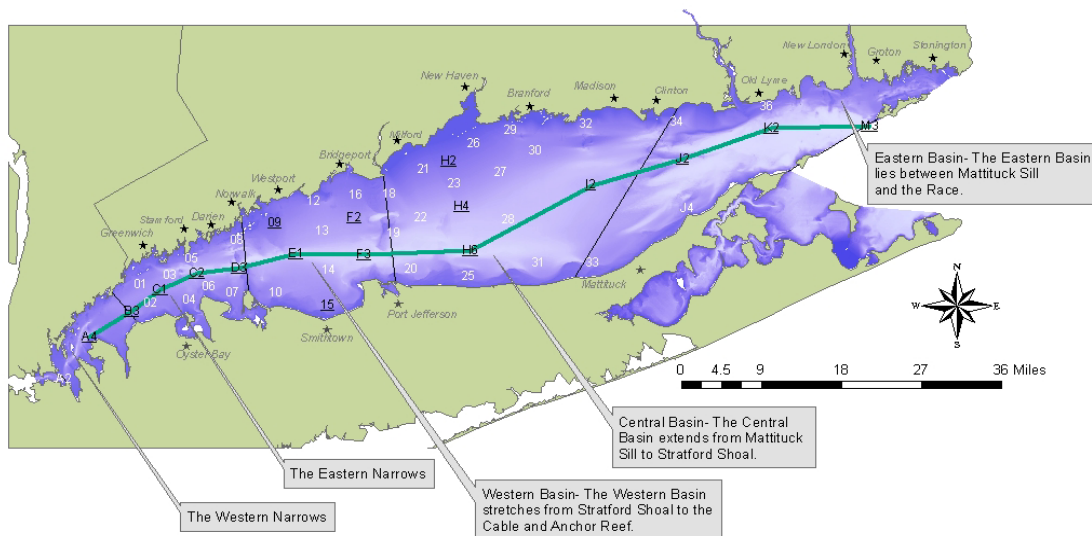 New London
Groton
Stonington
New Haven
Branford
Madison
Clinton
Old Lyme
36
34
K2
M3
Milford
29
32
26
30
Bridgeport
H2
21
27
J2
Eastern Basin- The Eastern Basin
lies between Mattituck Sill
and the Race.
Westport
Norwalk
12
16
18
23
I2
H4
J4
Stamford
Darien
Greenwich
09
F2
22
28
13
19
08
E1
F3
H6
05
C2
D3
03
14
20
25
31
33
01
C1
06
07
10
Mattituck
02
04
B3
15
Port Jefferson
A4
Smithtown
Oyster Bay
A2
N
W
E
S
0 4.5 9 18 27 36 Miles
Central Basin- The Central
Basin extends from Mattituck
Sill to Stratford Shoal.
The Eastern Narrows
Western Basin- The Western Basin
stretches from Stratford Shoal to the
Cable and Anchor Reef.
The Western Narrows